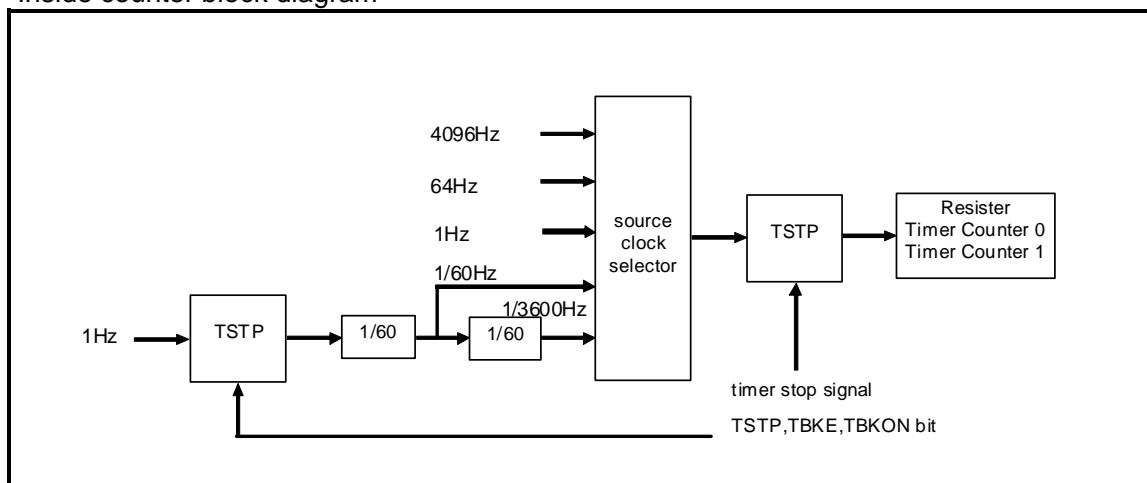 Inside counter block diagram
4096Hz
64Hz
1Hz
1/60Hz
1/3600Hz
1Hz
TSTP
1/60
1/60
source
clock
selector
TSTP
Resister
Timer Counter 0
Timer Counter 1
timer stop signal
TSTP,TBKE,TBKON bit